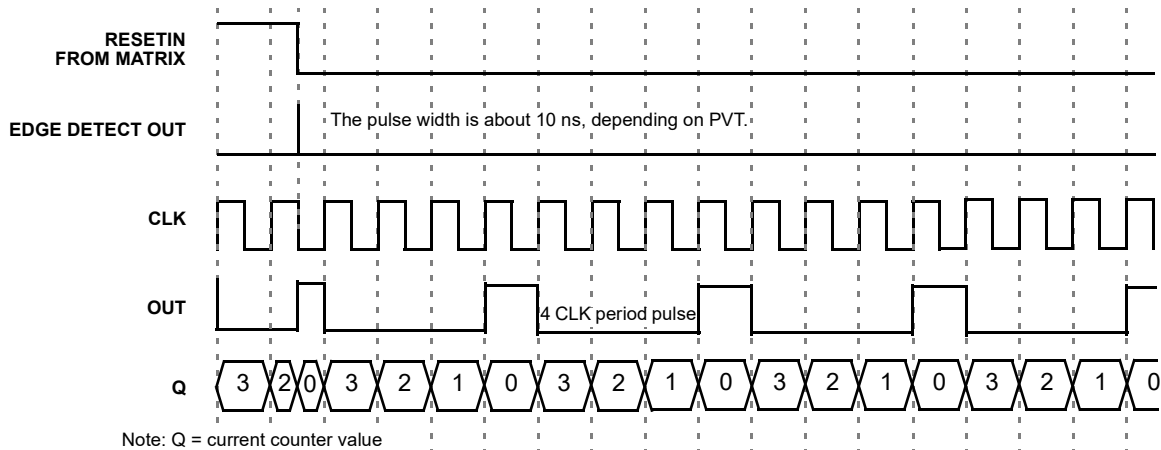 RESETIN
FROM MATRIX
EDGE DETECT OUT
The pulse width is about 10 ns, depending on PVT.
CLK
OUT
4 CLK period pulse
Q
3 2 0 3 2 1 0 3 2 1 0 3 2 1 0 3 2 1 0
Note: Q = current counter value